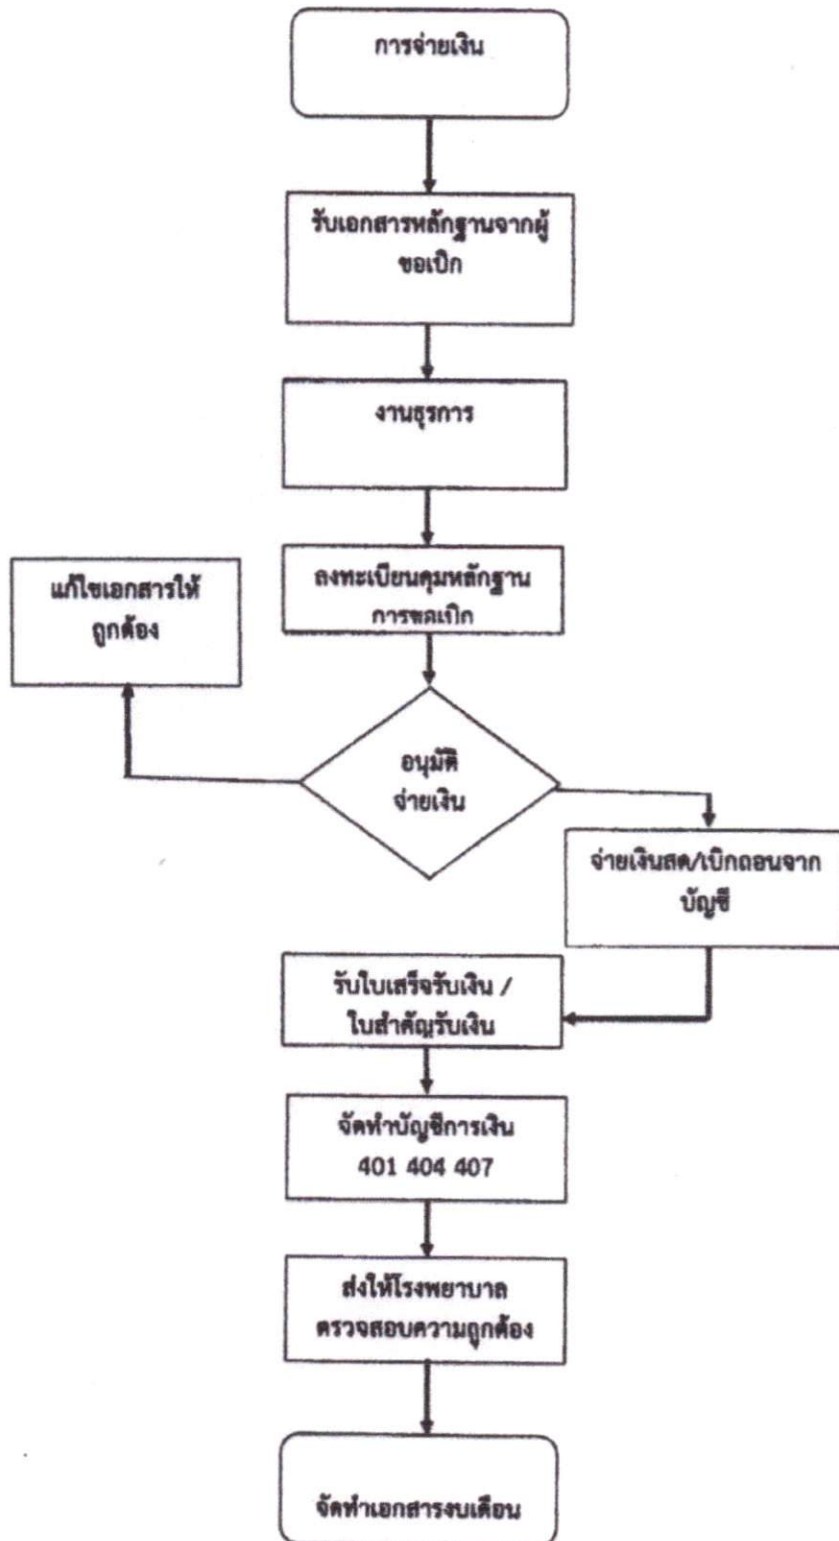 การจ่ายเงิน
รับเอกสารหลักฐานจากผู้
ขอเบิก
งานธุรการ
ลงทะเบียนคุมหลักฐาน
การขอเบิก
แก้ไขเอกสารให้
ถูกต้อง
อนุมัติ
จ่ายเงิน
จ่ายเงินสด/เบิกถอนจาก
บัญชี
รับใบเสร็จรับเงิน /
ใบสำคัญรับเงิน
จัดทำบัญชีการเงิน
401 404 407
ส่งให้โรงพยาบาล
ตรวจสอบความถูกต้อง
จัดทำเอกสารงบเดือน